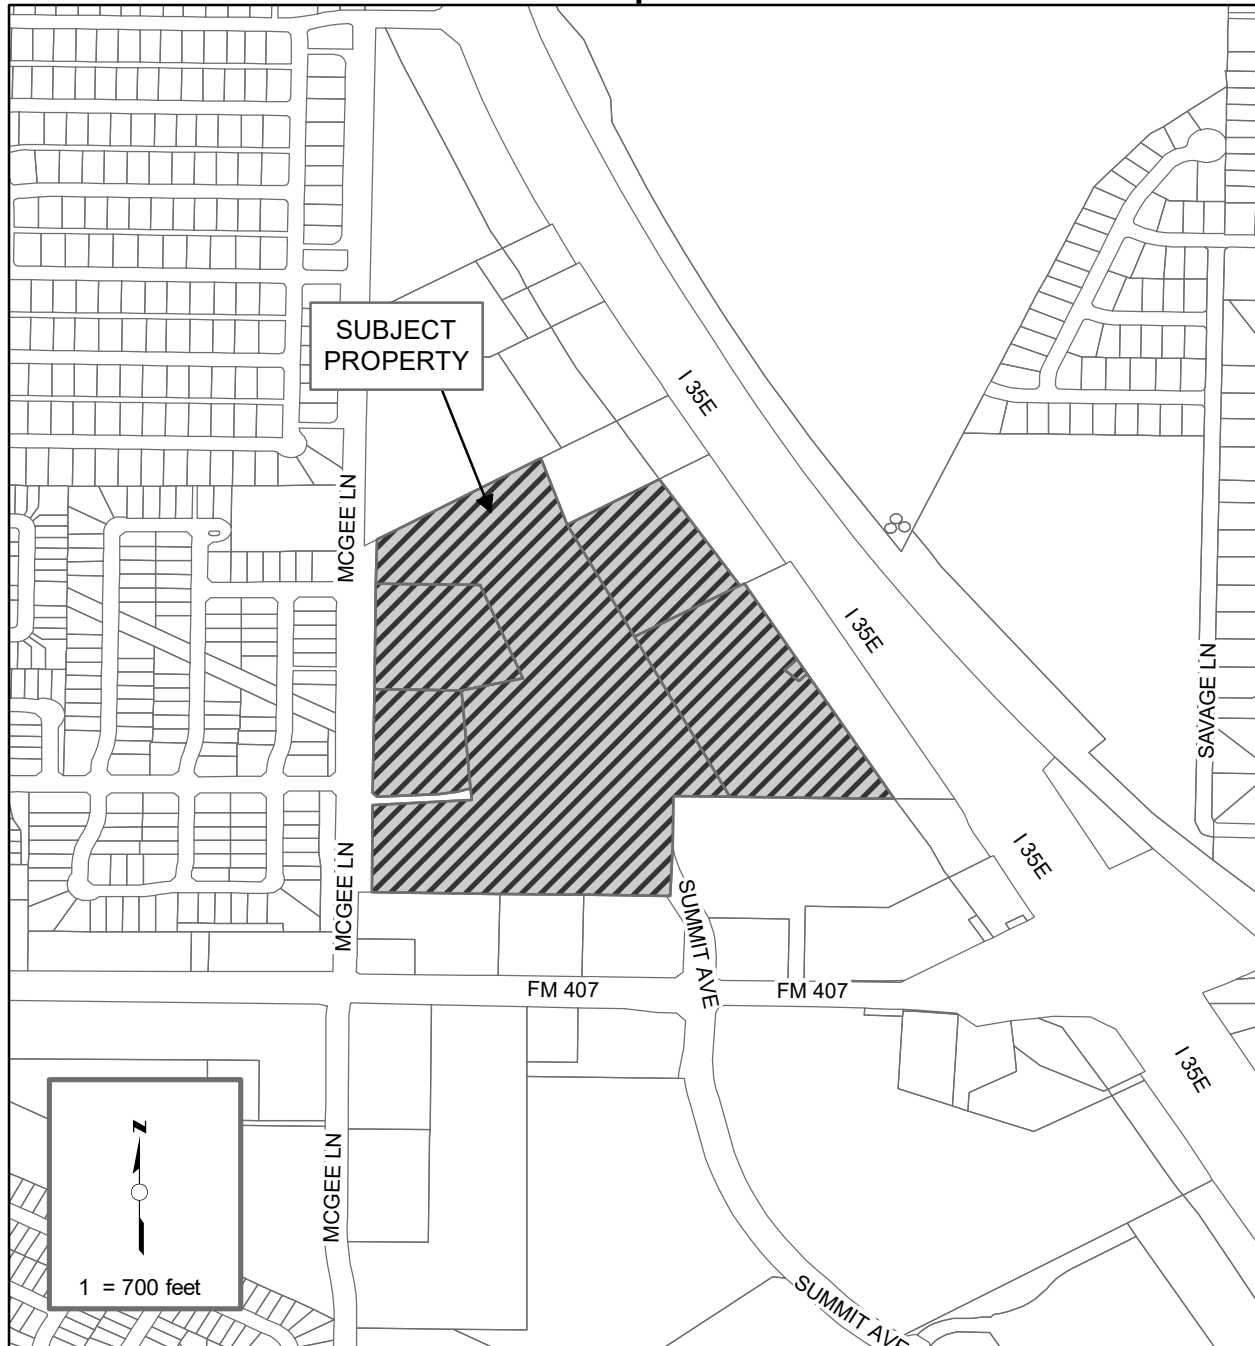 SUBJECT
PROPERTY
I 35E
MCGEE LN
I 35E
SAVAGE LN
I 35E
MCGEE LN
SUMMIT AVE
FM 407
FM 407
I 35E
MCGEE LN
N
1 = 700 feet
SUMMIT AVE